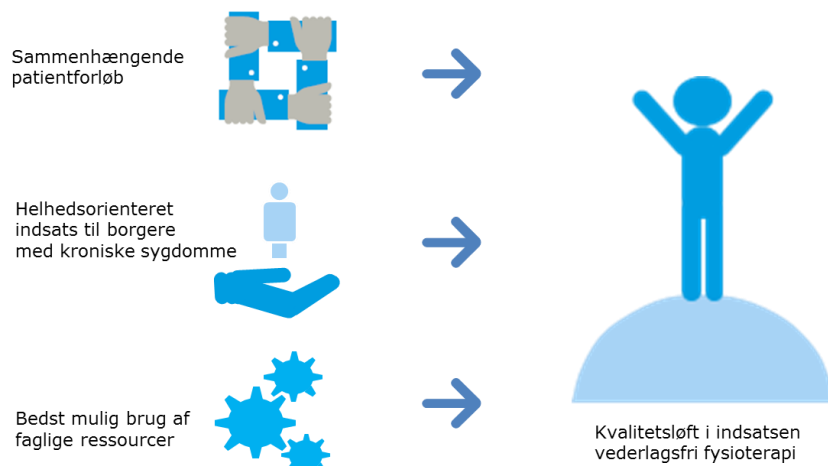 Sammenhængende
patientforløb
Helhedsorienteret
indsats til borgere
med kroniske sygdomme
Bedst mulig brug af
faglige ressourcer
Kvalitetsløft i indsatsen
vederlagsfri fysioterapi